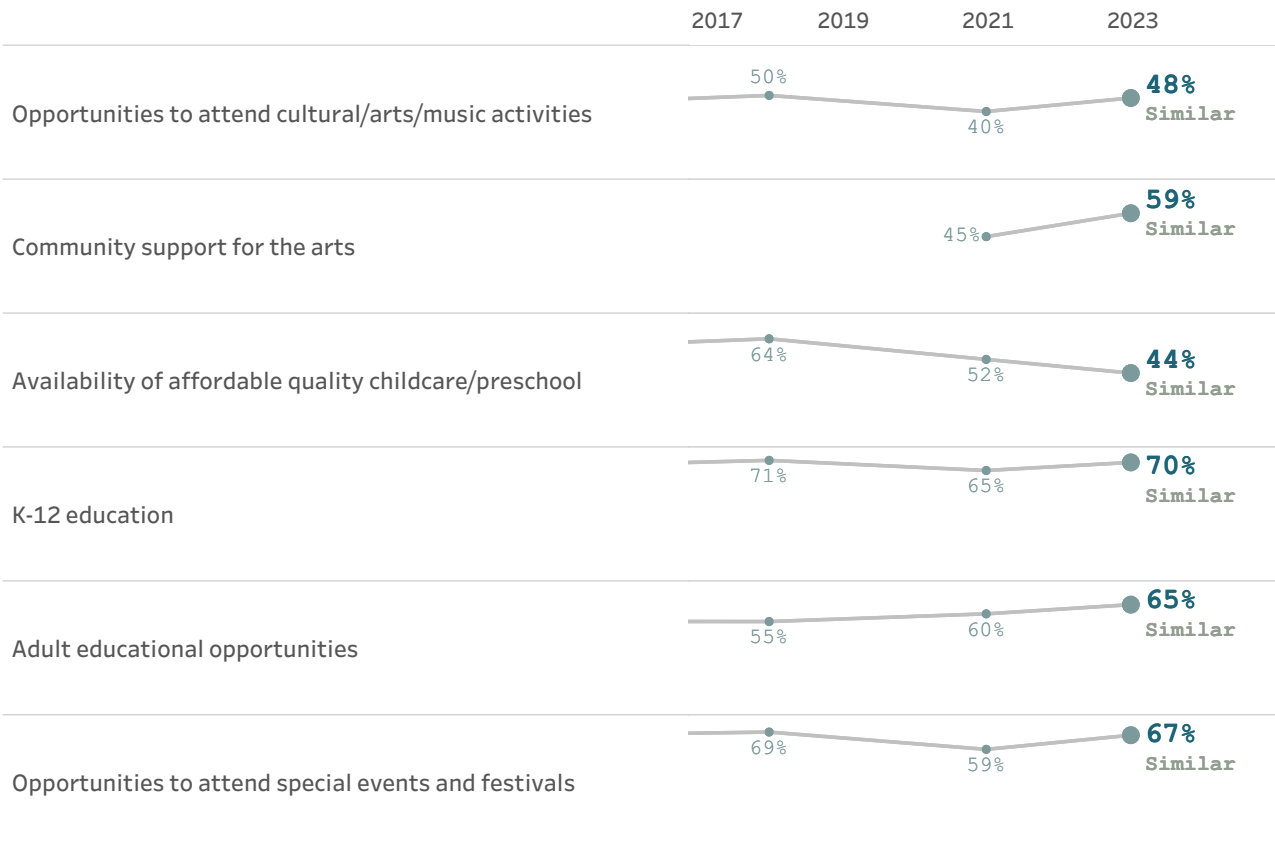 2017 2019 2021 2023
Opportunities to attend cultural/arts/music activities
50%
40%
48%
Similar
Community support for the arts
45%
59%
Similar
Availability of affordable quality childcare/preschool
64%
52%
44%
Similar
K-12 education
71%
65%
70%
Similar
Adult educational opportunities
55%
60%
65%
Similar
Opportunities to attend special events and festivals
69%
59%
67%
Similar